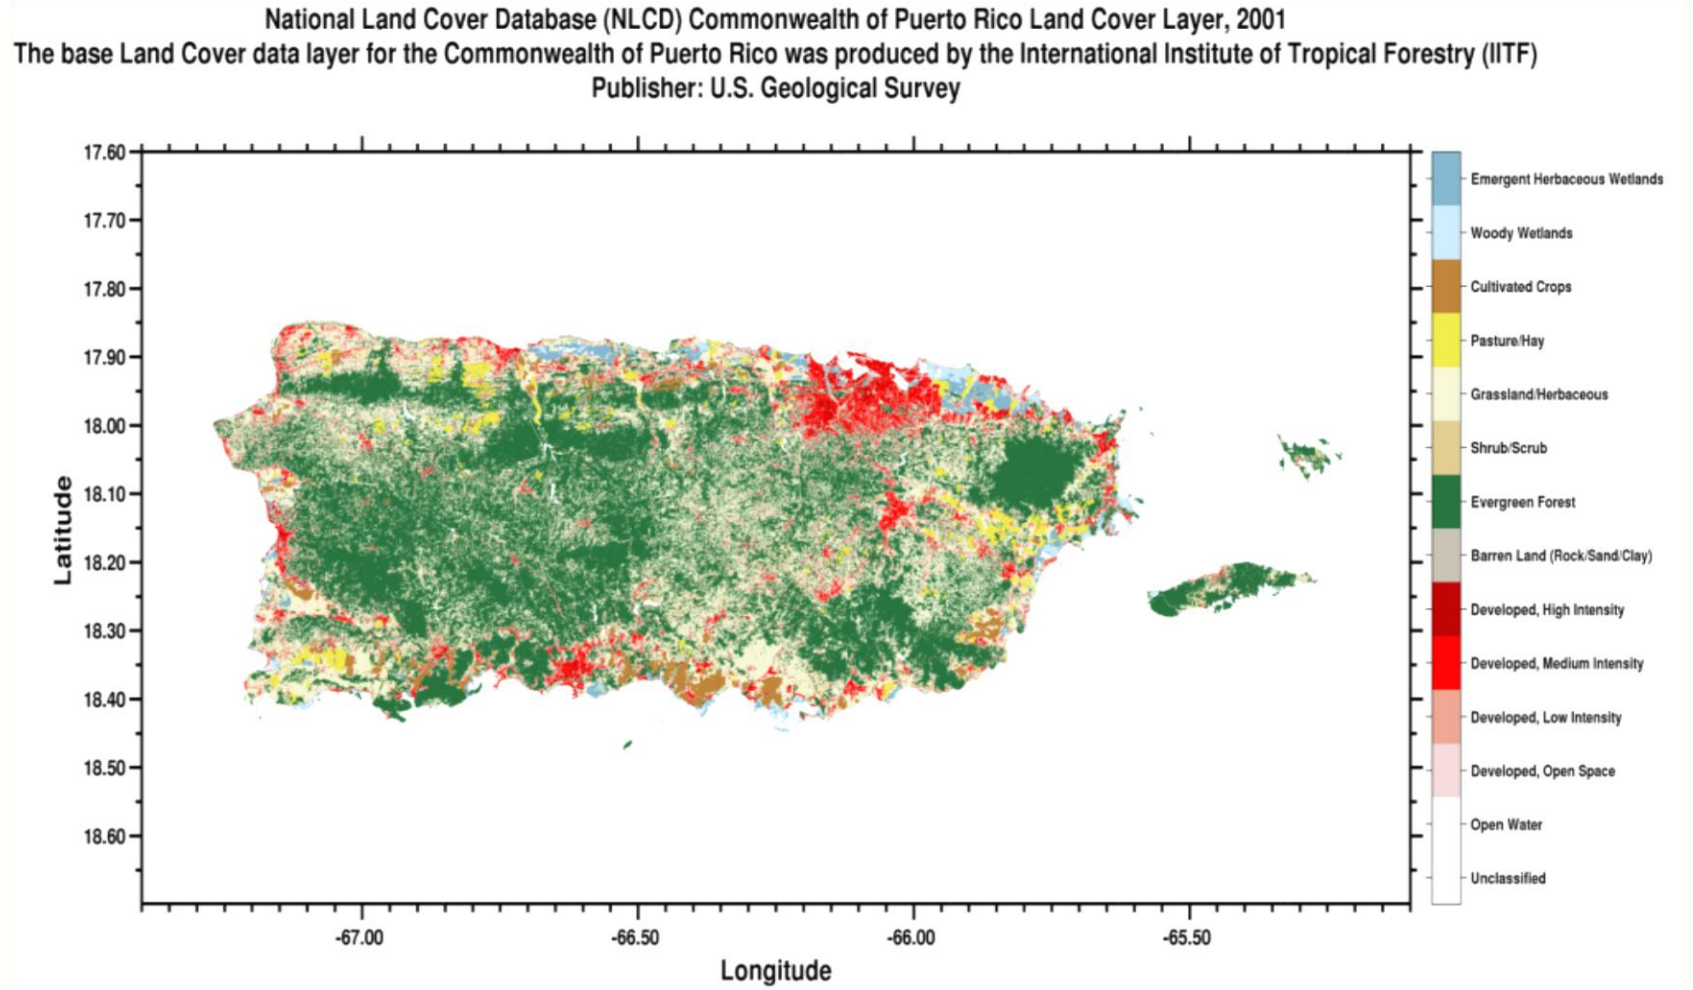 National Land Cover Database (NLCD) Commonwealth of Puerto Rico Land Cover Layer, 2001
The base Land Cover data layer for the Commonwealth of Puerto Rico was produced by the International Institute of Tropical Forestry (IITF)
Publisher: U.S. Geological Survey
17.60
17.70
17.80
17.90
18.00
18.10
18.20
18.30
18.40
18.50
18.60
Latitude
-67.00
-66.50
-66.00
-65.50
Longitude
Emergent Herbaceous Wetlands
Woody Wetlands
Cultivated Crops
Pasture/Hay
Grassland/Herbaceous
Shrub/Scrub
Evergreen Forest
Barren Land (Rock/Sand/Clay)
Developed, High Intensity
Developed, Medium Intensity
Developed, Low Intensity
Developed, Open Space
Open Water
Unclassified